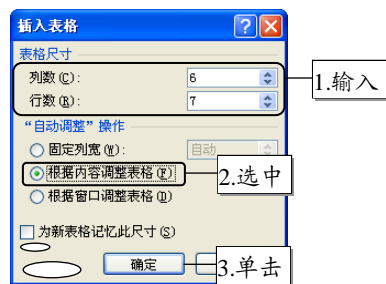 插入表格
表格尺寸
列数(C): 6
1.输入
行数(R): 7
“自动调整”操作
固定列宽(W): 自动
根据内容调整表格(F)
2.选中
根据窗口调整表格(D)
为新表格记忆此尺寸(S)
确定
3.单击